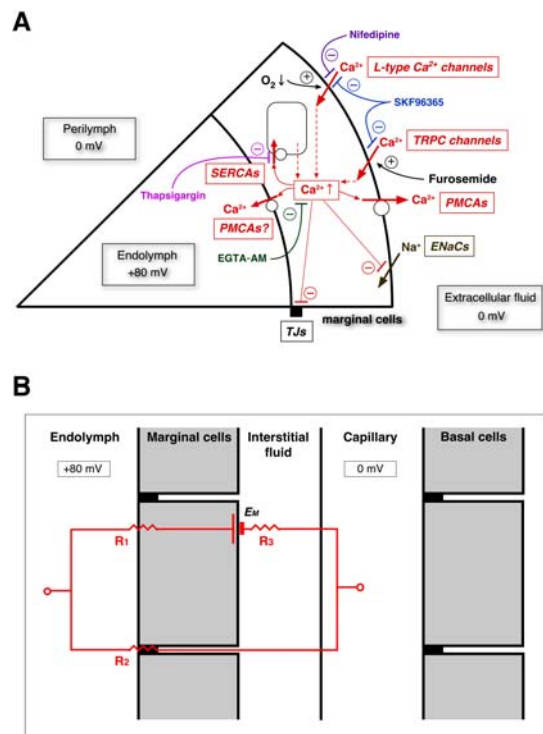 A
Nifedipine
O₂ ↓
Ca²⁺
L-type Ca²⁺ channels
SKF96365
Perilymph
0 mV
Ca²⁺
TRPC channels
Thapsigargin
SERCAs
Furosemide
Ca²⁺ ↑
Ca²⁺
PMCAs
Ca²⁺
PMCAs?
EGTA-AM
Endolymph
+80 mV
Na⁺
ENaCs
Extracellular fluid
0 mV
TJs
marginal cells
B
Endolymph
Marginal cells
Interstitial
fluid
Capillary
Basal cells
+80 mV
0 mV
EM
R1
R3
R2